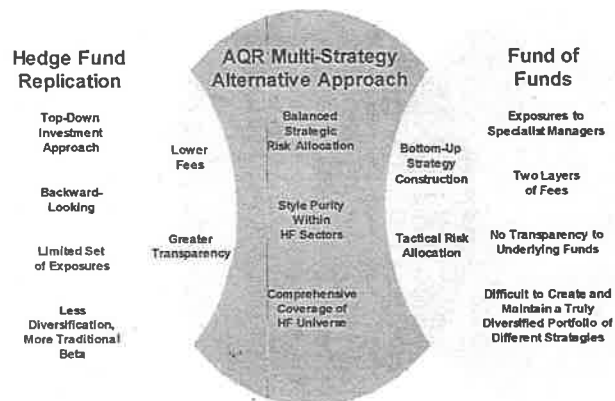 Hedge Fund
Replication
Top-Down
Investment
Approach
Backward-
Looking
Limited Set
of Exposures
Less
Diversification,
More Traditional
Beta
Lower
Fees
Greater
Transparency
AQR Multi-Strategy
Alternative Approach
Balanced
Strategic
Risk Allocation
Style Purity
Within
HF Sectors
Comprehensive
Coverage of
HF Universe
Bottom-Up
Strategy
Construction
Tactical Risk
Allocation
Fund of
Funds
Exposures to
Specialist Managers
Two Layers
of Fees
No Transparency to
Underlying Funds
Difficult to Create and
Maintain a Truly
Diversified Portfolio of
Different Strategies